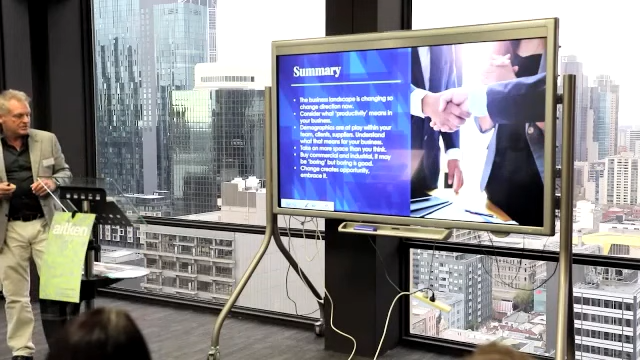 Summary
The business landscape is changing so
change direction now.
Consider what "productivity" means in
your business.
Demographics are at play within your
team, clients, suppliers. Understand
what that means for your business.
Take on more space than you think.
Buy commercial and industrial, it may
be "boring" but boring is good.
Change creates opportunity,
embrace it.
aitken